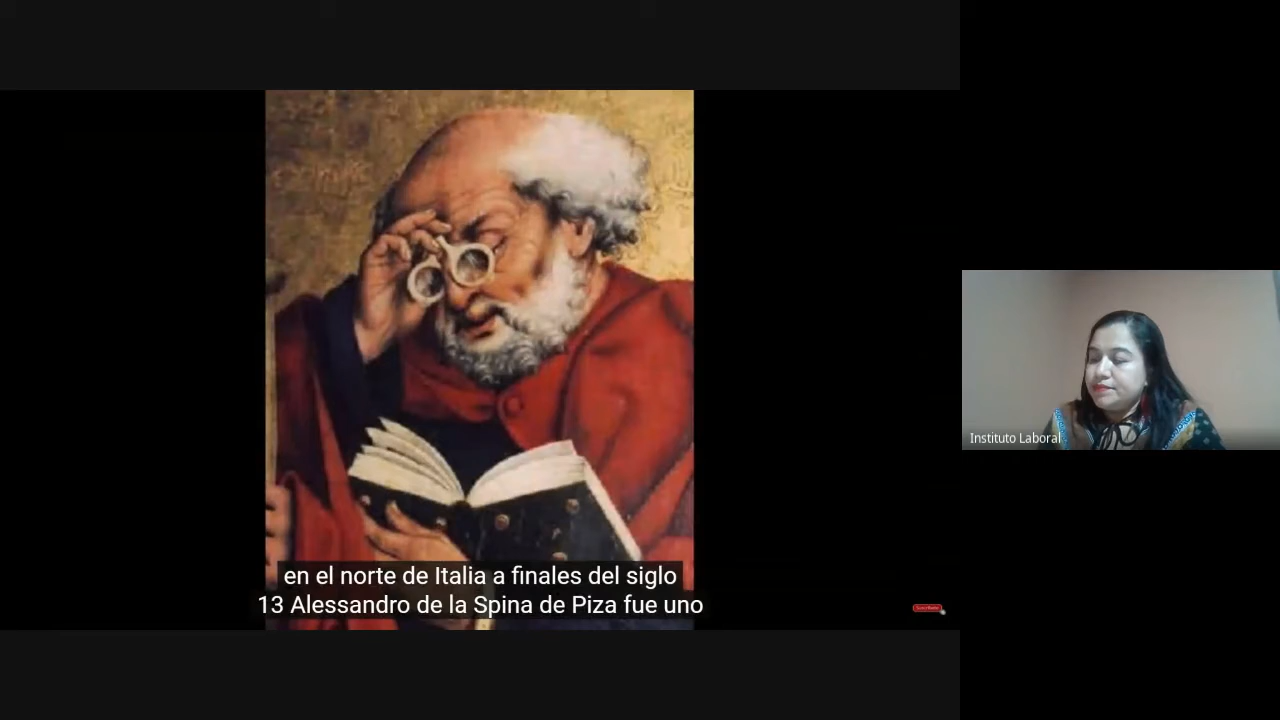 en el norte de Italia a finales del siglo
13 Alessandro de la Spina de Piza fue uno
Instituto Laboral